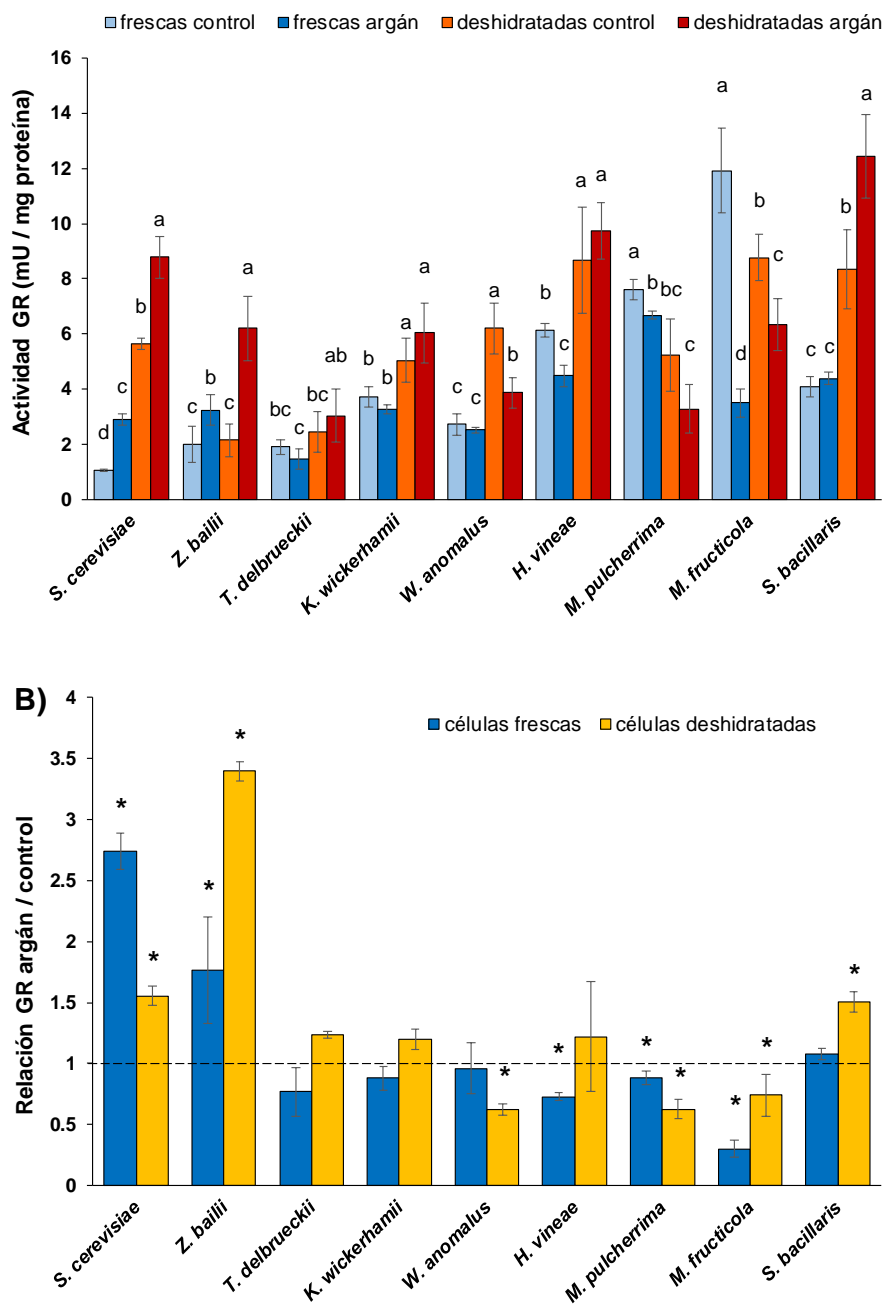 frescas control frescas argán deshidratadas control deshidratadas argán
Actividad GR (mU / mg proteína)
16
14
12
10
8
6
4
2
0
d c b a
c b c a
bc c bc ab
b b a a
c c a b
b c a a
a b bc c
a d b c
c c b a
S. cerevisiae
Z. bailii
T. delbrueckii
K. wickerhamii
W. anomalus
H. vineae
M. pulcherrima
M. fructicola
S. bacillaris
B)
células frescas células deshidratadas
Relación GR argán / control
4
3.5
3
2.5
2
1.5
1
0.5
0
* *
* *
*
*
* *
* *
*
S. cerevisiae
Z. bailii
T. delbrueckii
K. wickerhamii
W. anomalus
H. vineae
M. pulcherrima
M. fructicola
S. bacillaris